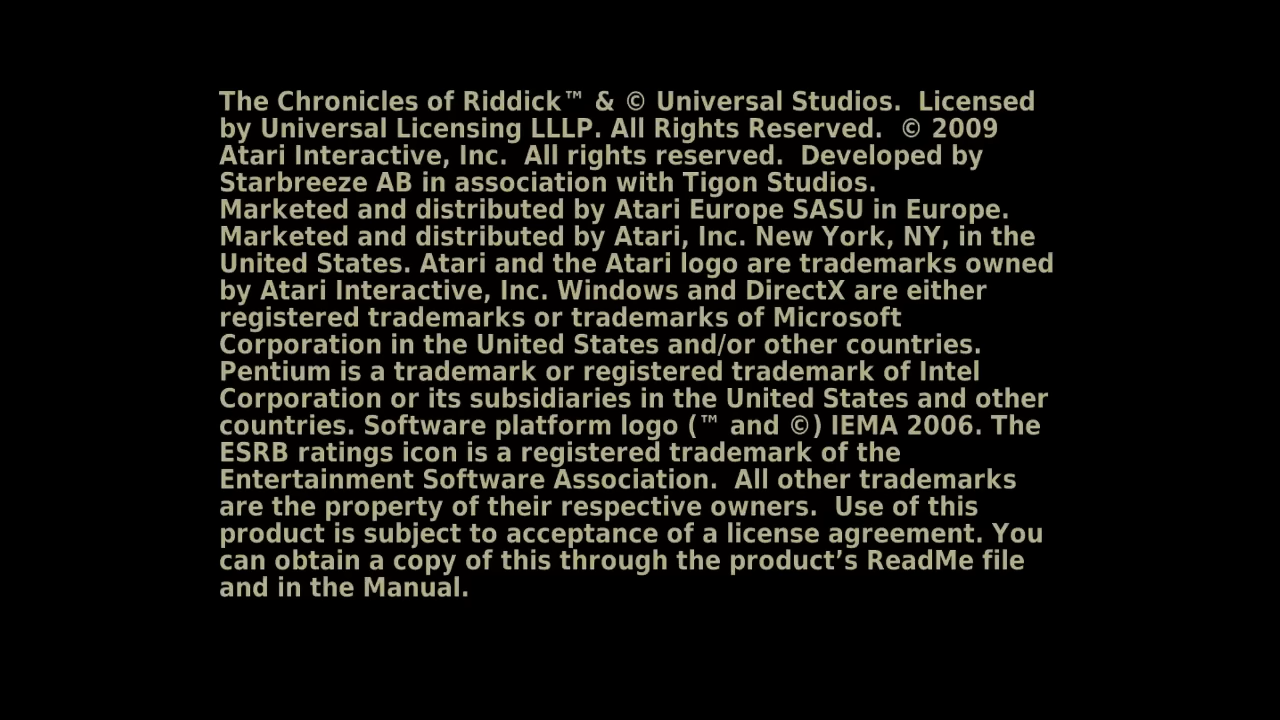 The Chronicles of Riddick™ & © Universal Studios.  Licensed
by Universal Licensing LLLP. All Rights Reserved.  © 2009
Atari Interactive, Inc.  All rights reserved.  Developed by
Starbreeze AB in association with Tigon Studios.
Marketed and distributed by Atari Europe SASU in Europe.
Marketed and distributed by Atari, Inc. New York, NY, in the
United States. Atari and the Atari logo are trademarks owned
by Atari Interactive, Inc. Windows and DirectX are either
registered trademarks or trademarks of Microsoft
Corporation in the United States and/or other countries.
Pentium is a trademark or registered trademark of Intel
Corporation or its subsidiaries in the United States and other
countries. Software platform logo (™ and ©) IEMA 2006. The
ESRB ratings icon is a registered trademark of the
Entertainment Software Association.  All other trademarks
are the property of their respective owners.  Use of this
product is subject to acceptance of a license agreement. You
can obtain a copy of this through the product’s ReadMe file
and in the Manual.